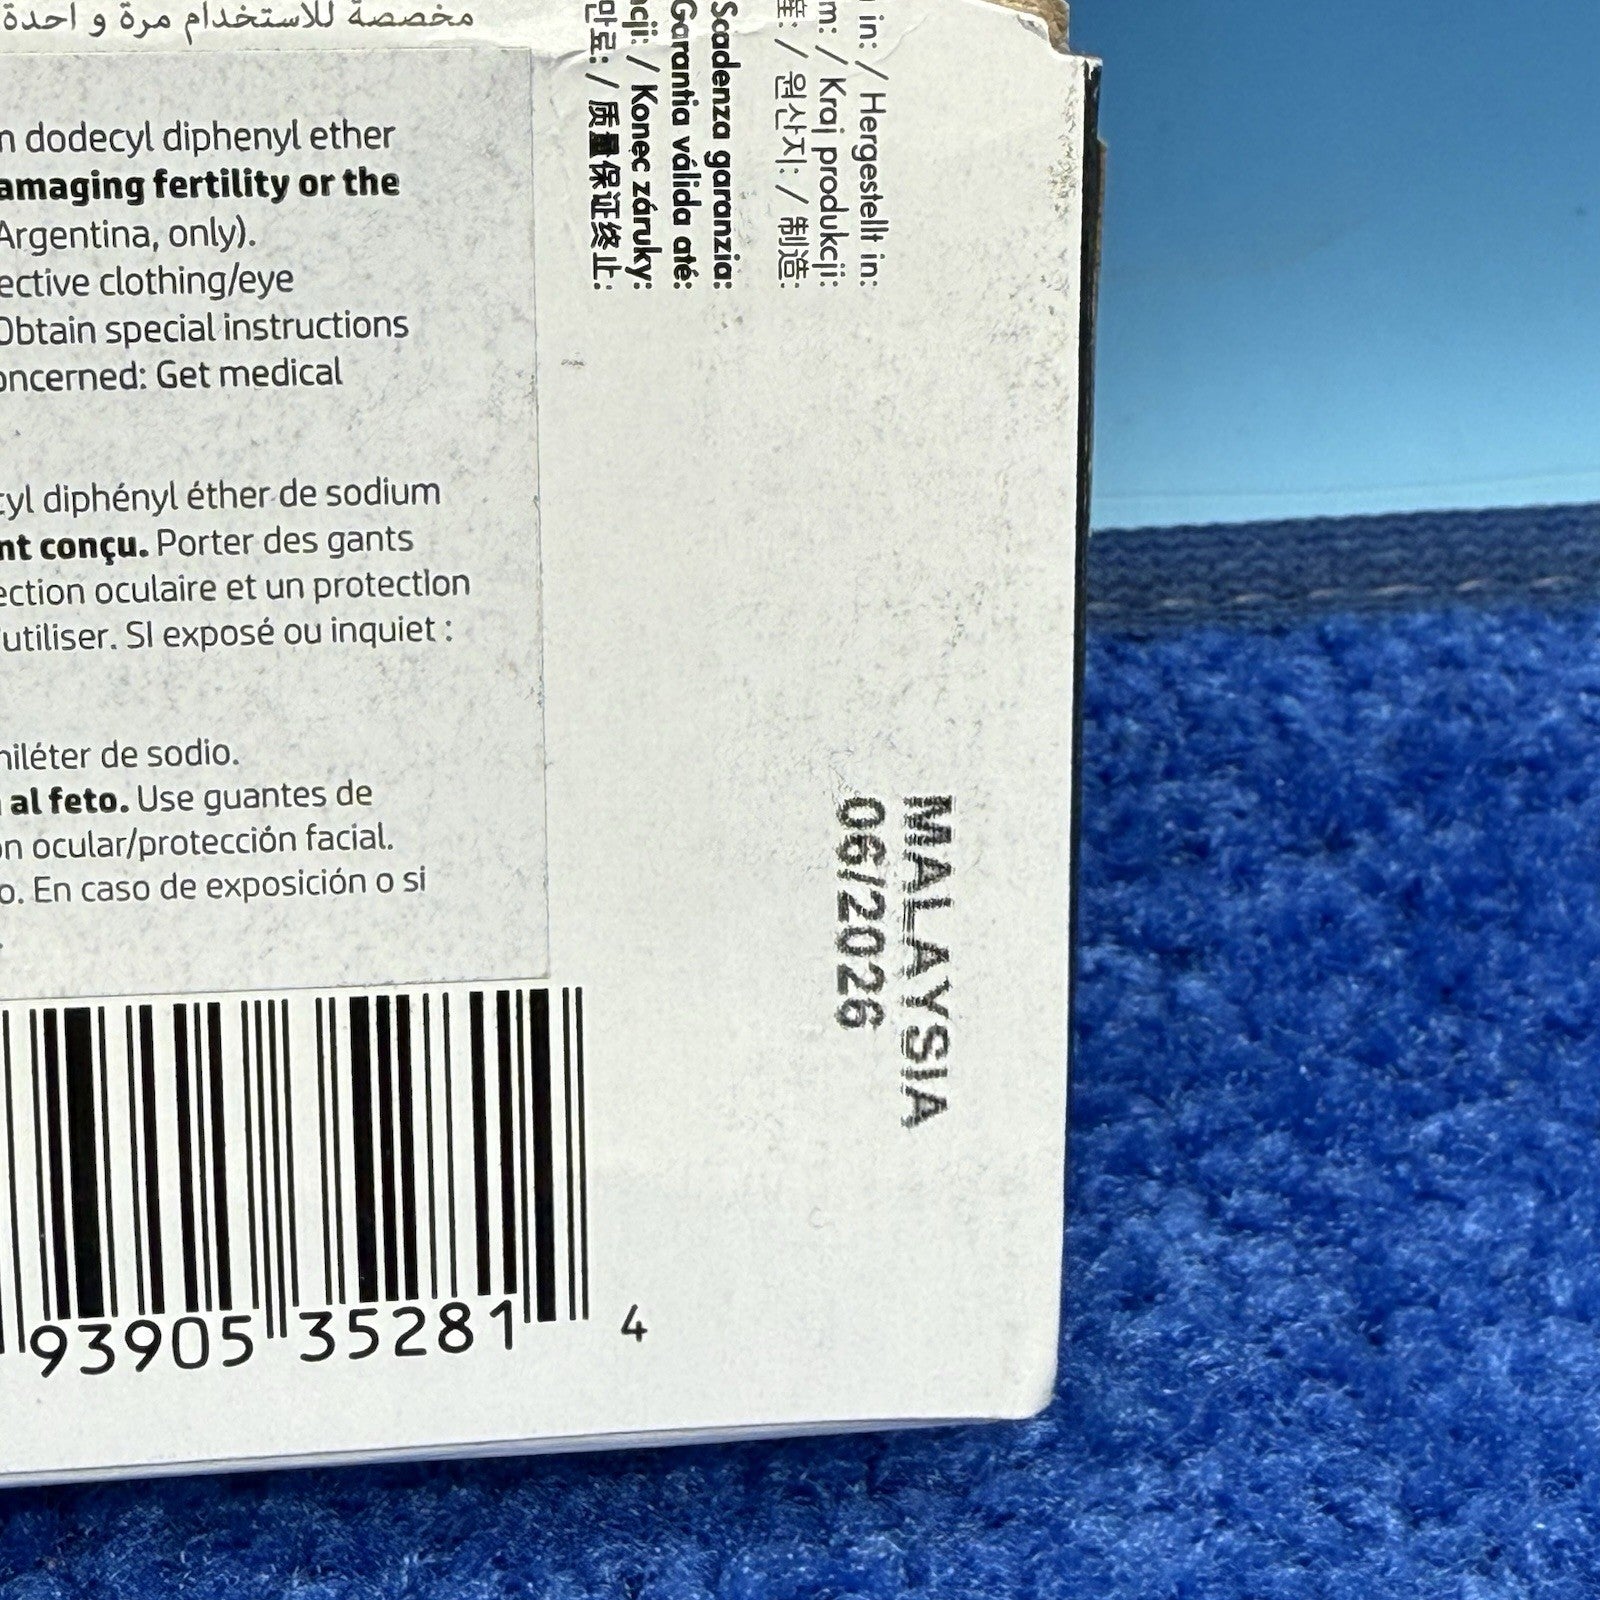 مخصصة للاستخدام مرة و احدة
n dodecyl diphenyl ether
amaging fertility or the
Argentina, only).
ective clothing/eye
Obtain special instructions
oncerned: Get medical
cyl diphényl éther de sodium
nt conçu. Porter des gants
ection oculaire et un protection
'utiliser. SI exposé ou inquiet :
niléter de sodio.
al feto. Use guantes de
ón ocular/protección facial.
o. En caso de exposición o si
93905 35281 4
in: / Hergestellt in:
m: / Kraj produkcji:
산: / 원산지: / 制造:
Scadenza garanzia:
Garantia válida até:
cji: / Konec záruky:
만료: / 质量保证终止:
MALAYSIA
06/2026